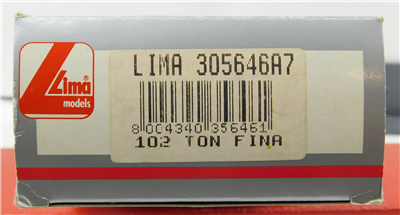 Lima
models
LIMA 305646A7
8 004340 356461
102 TON FINA